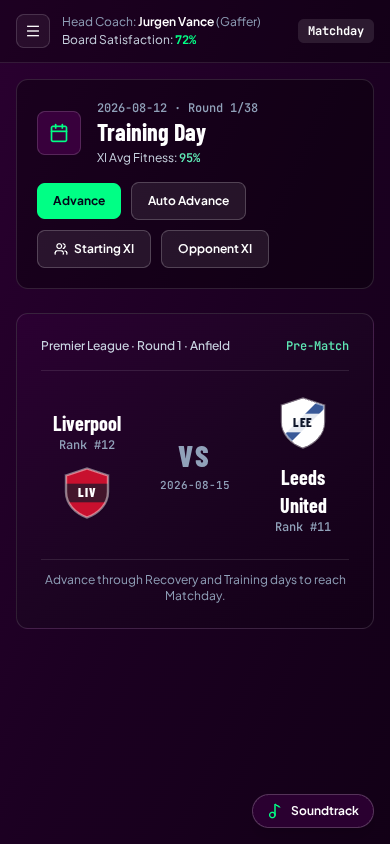 Head Coach: Jurgen Vance (Gaffer)
Board Satisfaction: 72%
Matchday
2026-08-12 · Round 1/38
Training Day
XI Avg Fitness: 95%
Advance
Auto Advance
Starting XI
Opponent XI
Premier League · Round 1 · Anfield
Pre-Match
Liverpool
Rank #12
LIV
VS
2026-08-15
LEE
Leeds
United
Rank #11
Advance through Recovery and Training days to reach
Matchday.
Soundtrack